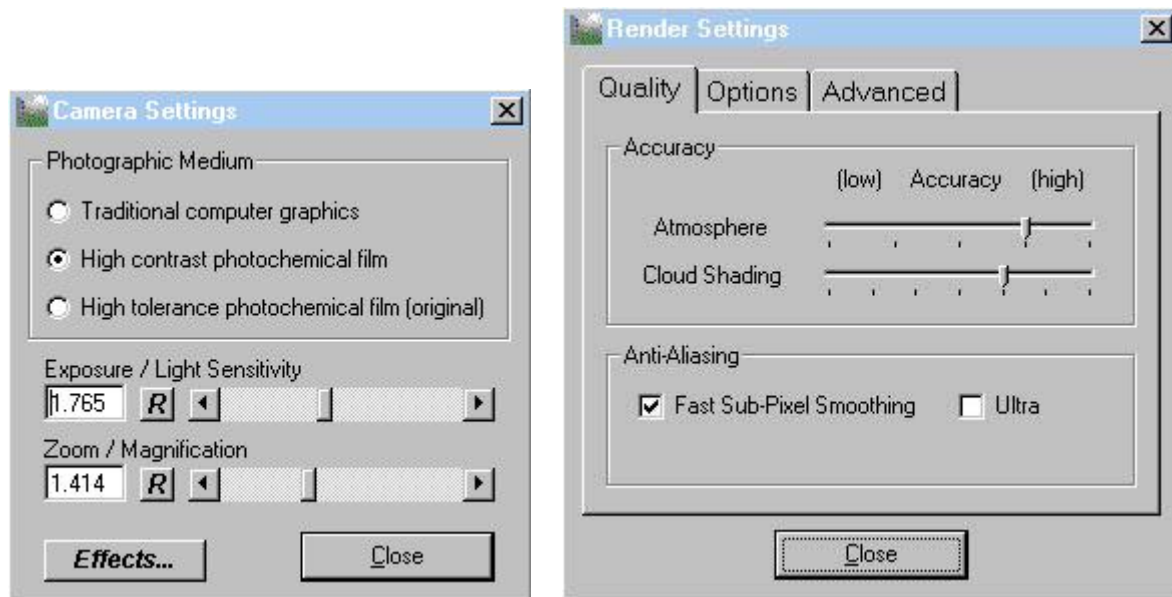 Camera Settings
Photographic Medium
Traditional computer graphics
High contrast photochemical film
High tolerance photochemical film (original)
Exposure / Light Sensitivity
1.765 R
Zoom / Magnification
1.414 R
Effects... Close
Render Settings
Quality Options Advanced
Accuracy
(low) Accuracy (high)
Atmosphere
Cloud Shading
Anti-Aliasing
Fast Sub-Pixel Smoothing Ultra
Close